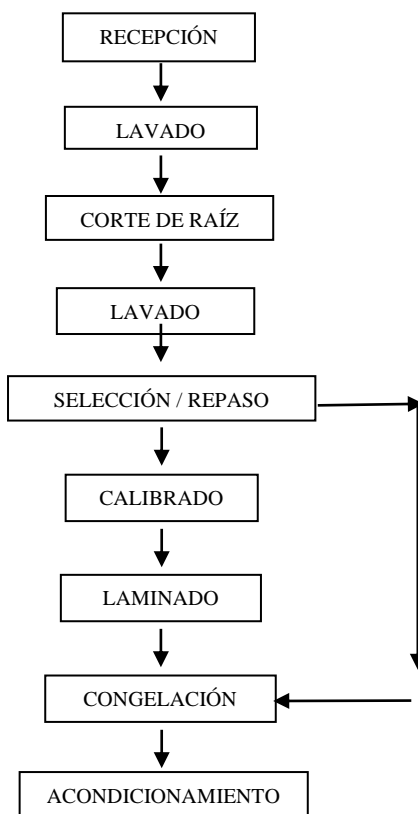 RECEPCIÓN
LAVADO
CORTE DE RAÍZ
LAVADO
SELECCIÓN / REPASO
CALIBRADO
LAMINADO
CONGELACIÓN
ACONDICIONAMIENTO